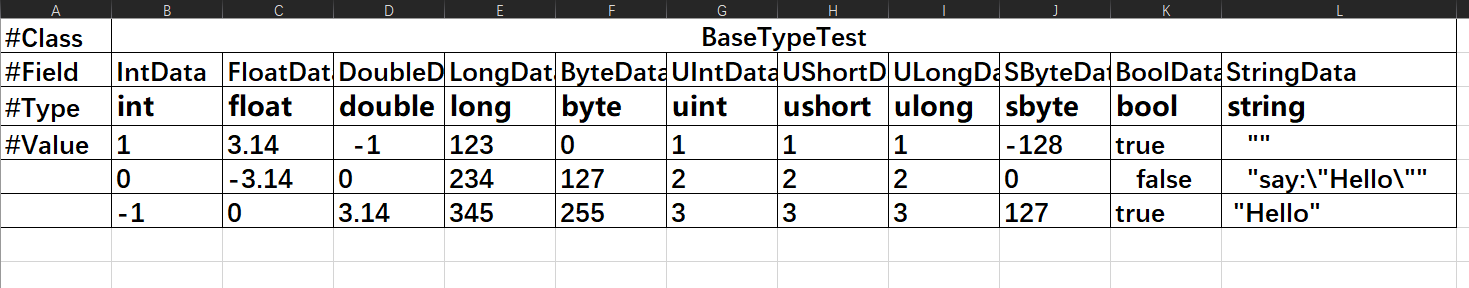 A B C D E F G H I J K L
#Class BaseTypeTest
#Field IntData FloatData DoubleD LongData ByteData UIntData UShortD ULongDa SByteDat BoolData StringData
#Type int float double long byte uint ushort ulong sbyte bool string
#Value 1 3.14 -1 123 0 1 1 1 -128 true ""
0 -3.14 0 234 127 2 2 2 0 false "say:\"Hello\""
-1 0 3.14 345 255 3 3 3 127 true "Hello"